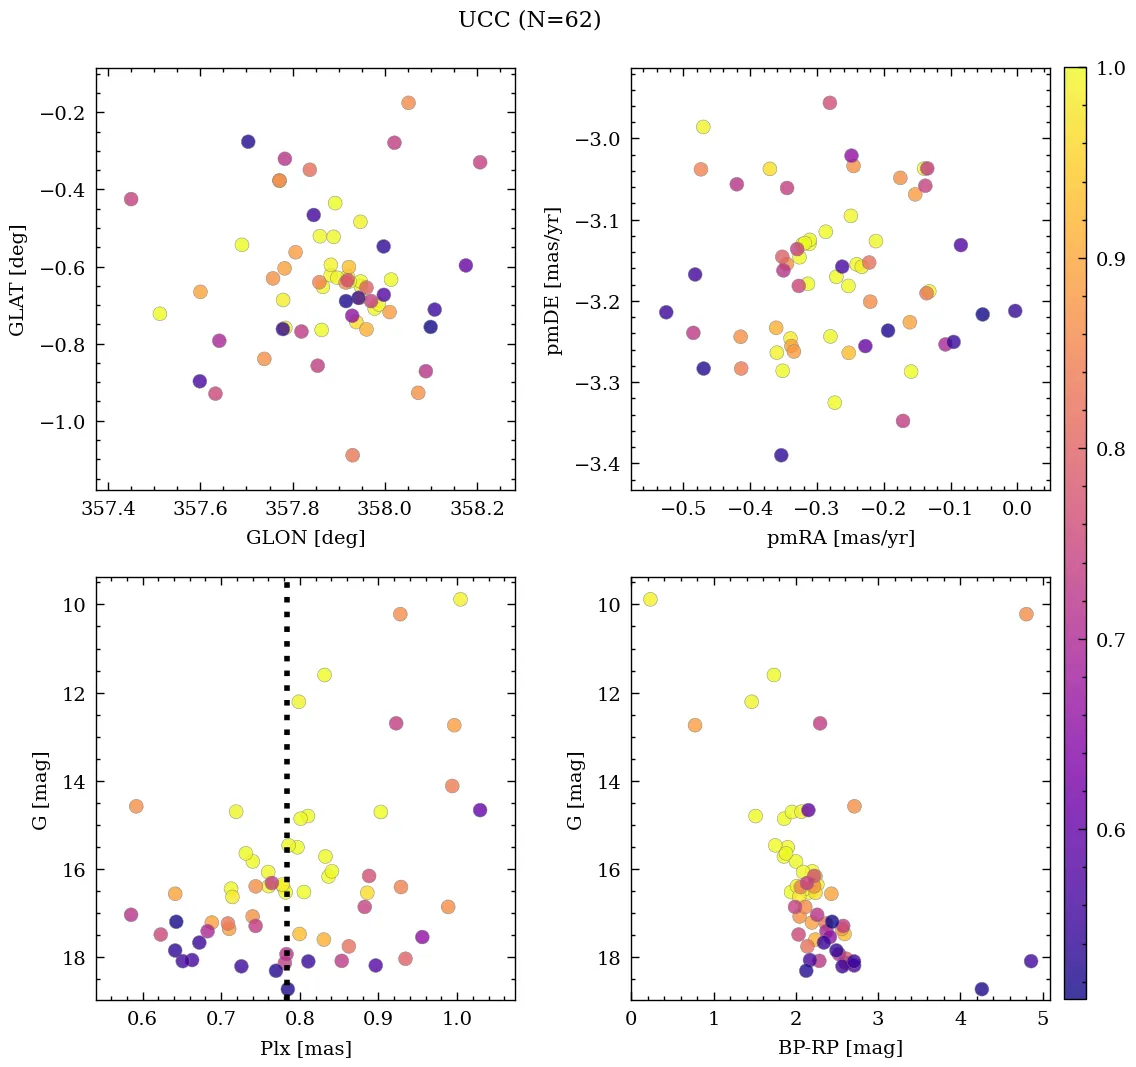 UCC (N=62)
−0.2
−0.4
−0.6
−0.8
−1.0
GLAT [deg]
357.4 357.6 357.8 358.0 358.2
GLON [deg]
−3.0
−3.1
−3.2
−3.3
−3.4
pmDE [mas/yr]
−0.5 −0.4 −0.3 −0.2 −0.1 0.0
pmRA [mas/yr]
1.0
0.9
0.8
0.7
0.6
10
12
14
16
18
G [mag]
0.6 0.7 0.8 0.9 1.0
Plx [mas]
10
12
14
16
18
G [mag]
0 1 2 3 4 5
BP-RP [mag]